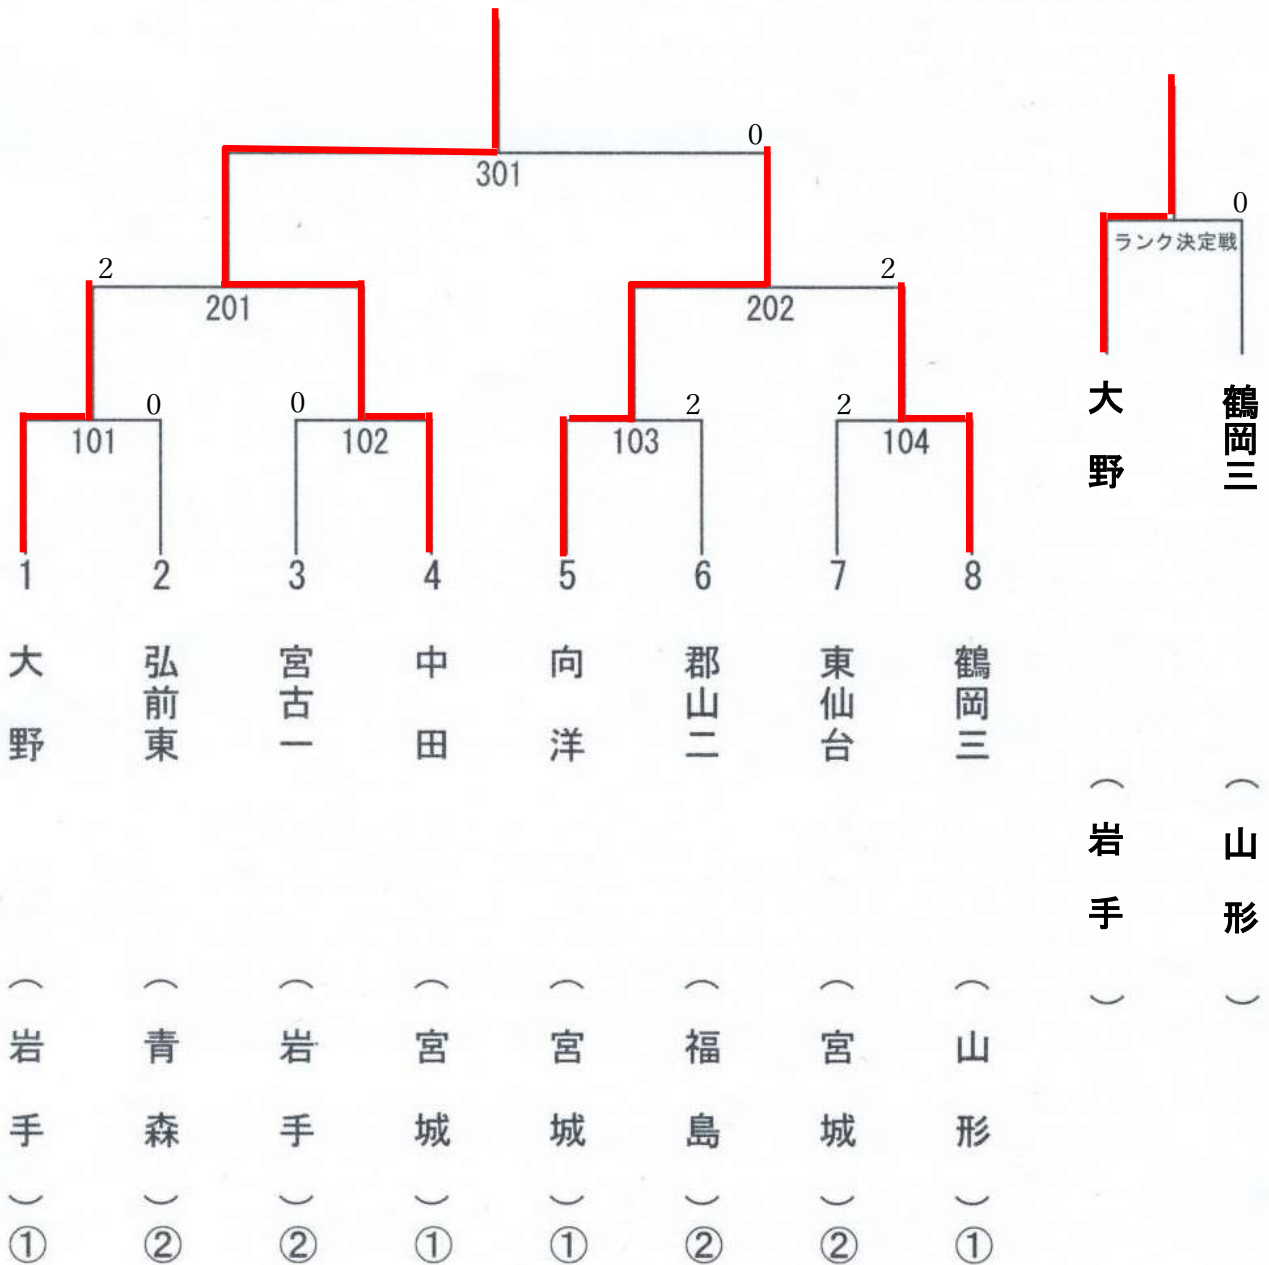 0
301
0
ランク決定戦
2
201
2
202
0
101
0
102
2
103
2
104
大野
鶴岡三
1
2
3
4
5
6
7
8
大野
弘前東
宮古一
中田
向洋
郡山二
東仙台
鶴岡三
（岩手）
（山形）
（岩手）①
（青森）②
（岩手）②
（宮城）①
（宮城）①
（福島）②
（宮城）②
（山形）①